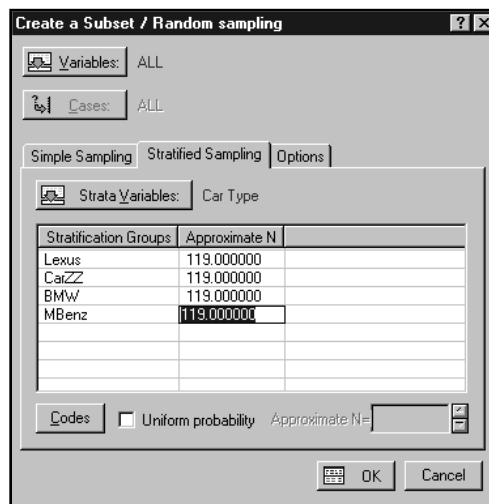 Create a Subset / Random sampling
Variables: ALL
Cases: ALL
Simple Sampling Stratified Sampling Options
Strata Variables: Car Type
Stratification Groups Approximate N
Lexus 119.000000
CarZZ 119.000000
BMW 119.000000
MBenz 119.000000
Codes Uniform probability Approximate N=
OK Cancel